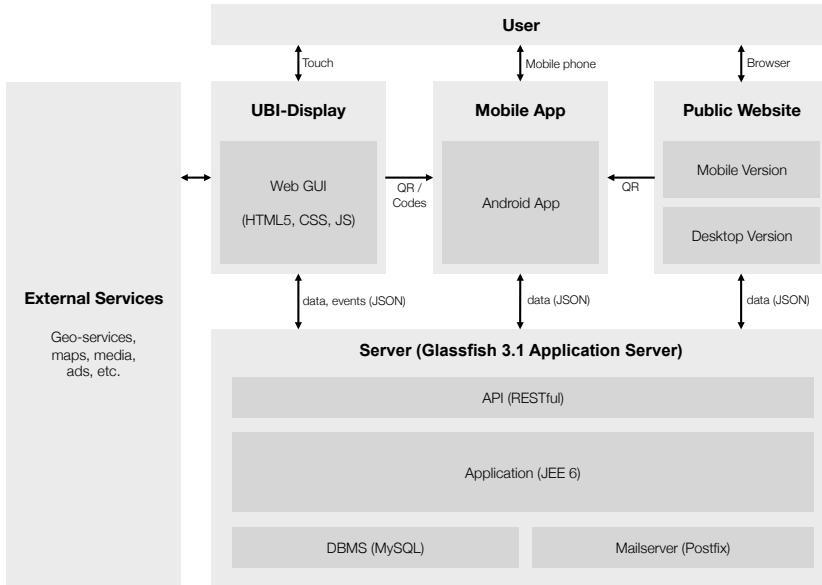 User
Touch
Mobile phone
Browser
UBI-Display
Mobile App
Public Website
Web GUI
(HTML5, CSS, JS)
QR /
Codes
Android App
QR
Mobile Version
Desktop Version
External Services
Geo-services,
maps, media,
ads, etc.
data, events (JSON)
data (JSON)
data (JSON)
Server (Glassfish 3.1 Application Server)
API (RESTful)
Application (JEE 6)
DBMS (MySQL)
Mailserver (Postfix)